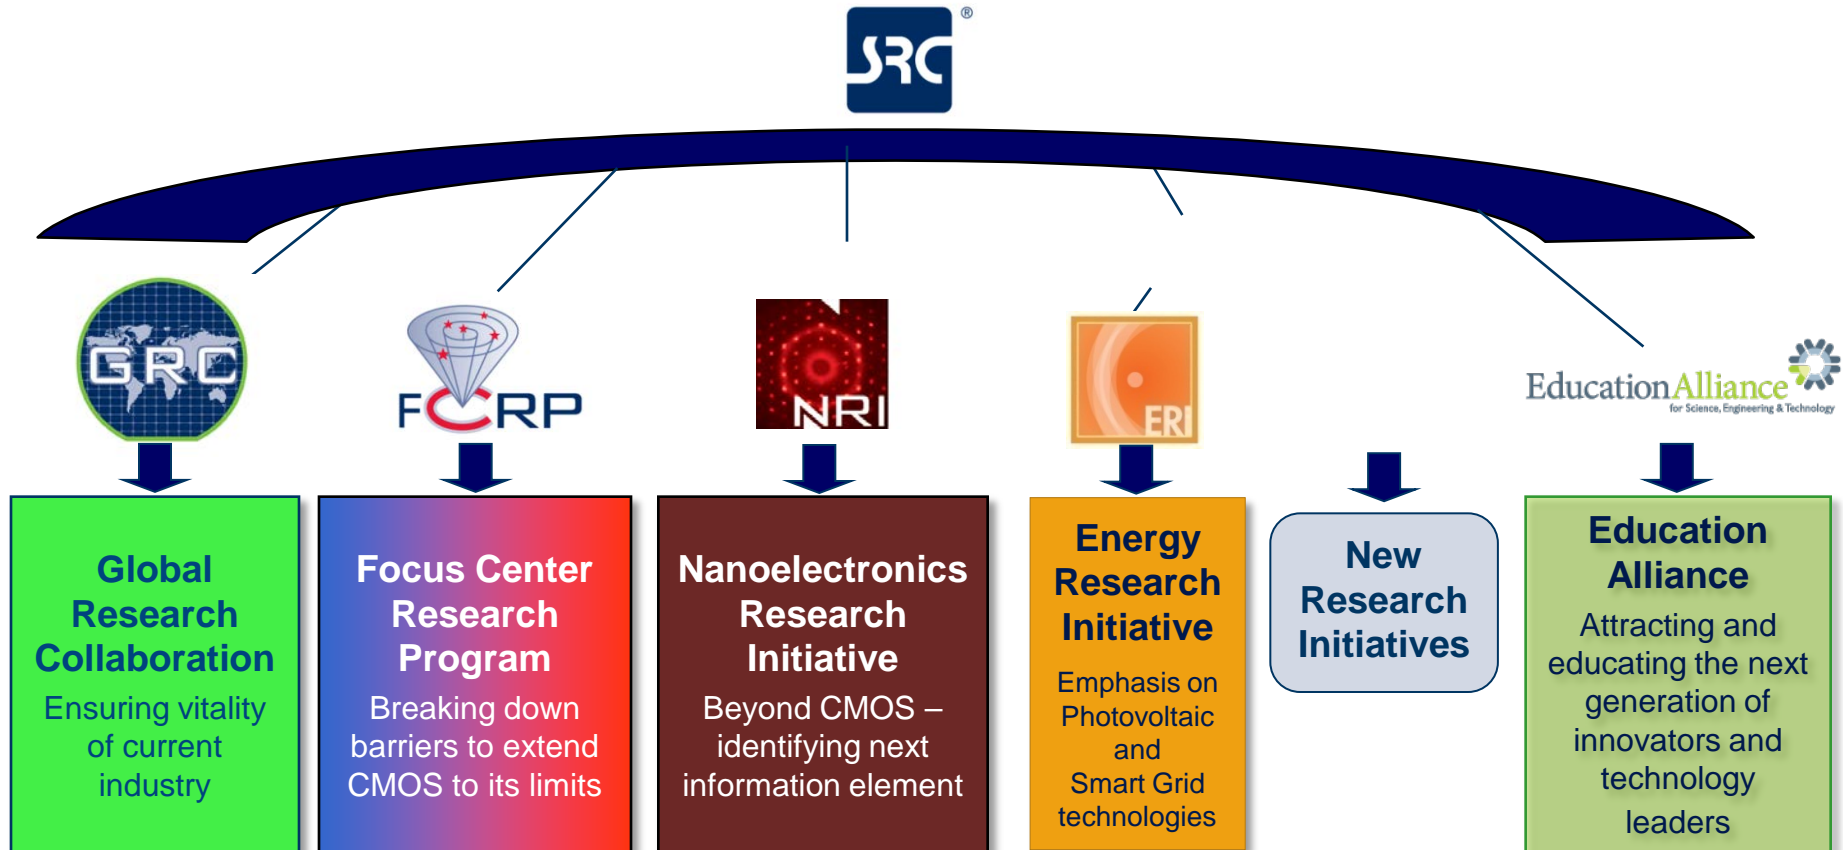 SRC®
GRC
FCRP
NRI
ERI
Education Alliance
for Science, Engineering & Technology
Global
Research
Collaboration
Ensuring vitality
of current
industry
Focus Center
Research
Program
Breaking down
barriers to extend
CMOS to its limits
Nanoelectronics
Research
Initiative
Beyond CMOS –
identifying next
information element
Energy
Research
Initiative
Emphasis on
Photovoltaic
and
Smart Grid
technologies
New
Research
Initiatives
Education
Alliance
Attracting and
educating the next
generation of
innovators and
technology
leaders